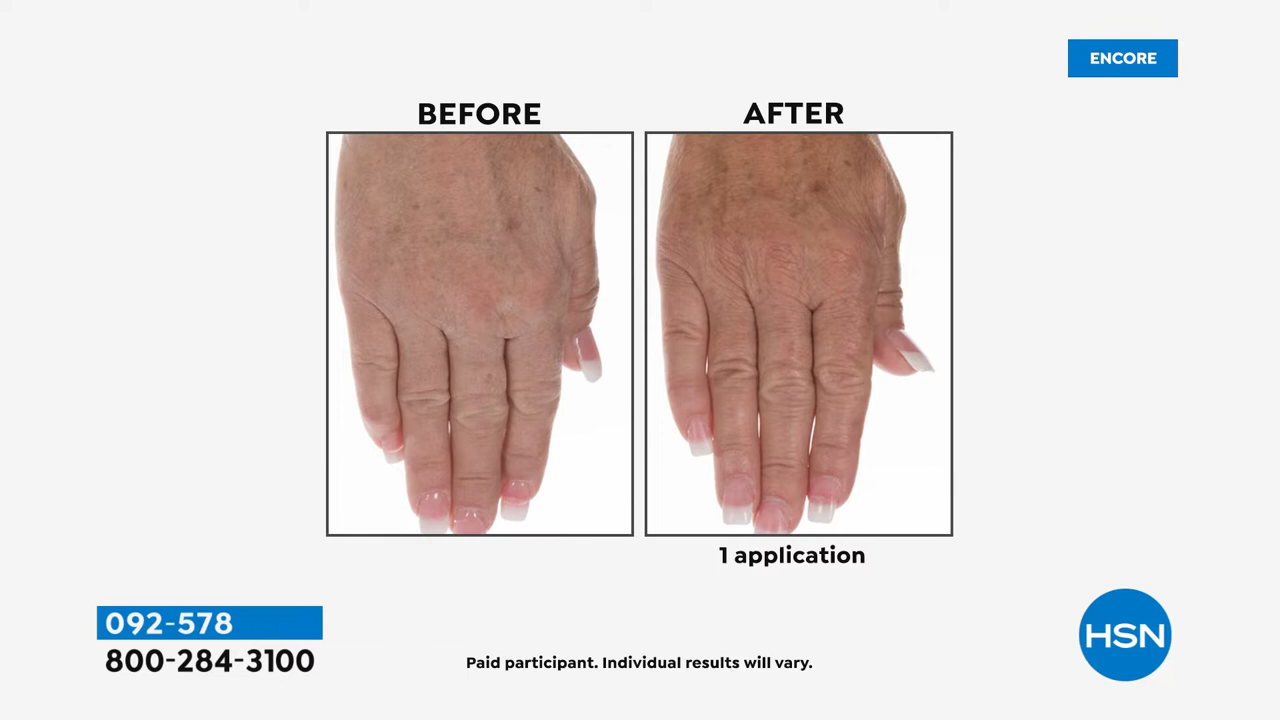 ENCORE
BEFORE
AFTER
1 application
092-578
800-284-3100
Paid participant. Individual results will vary.
HSN